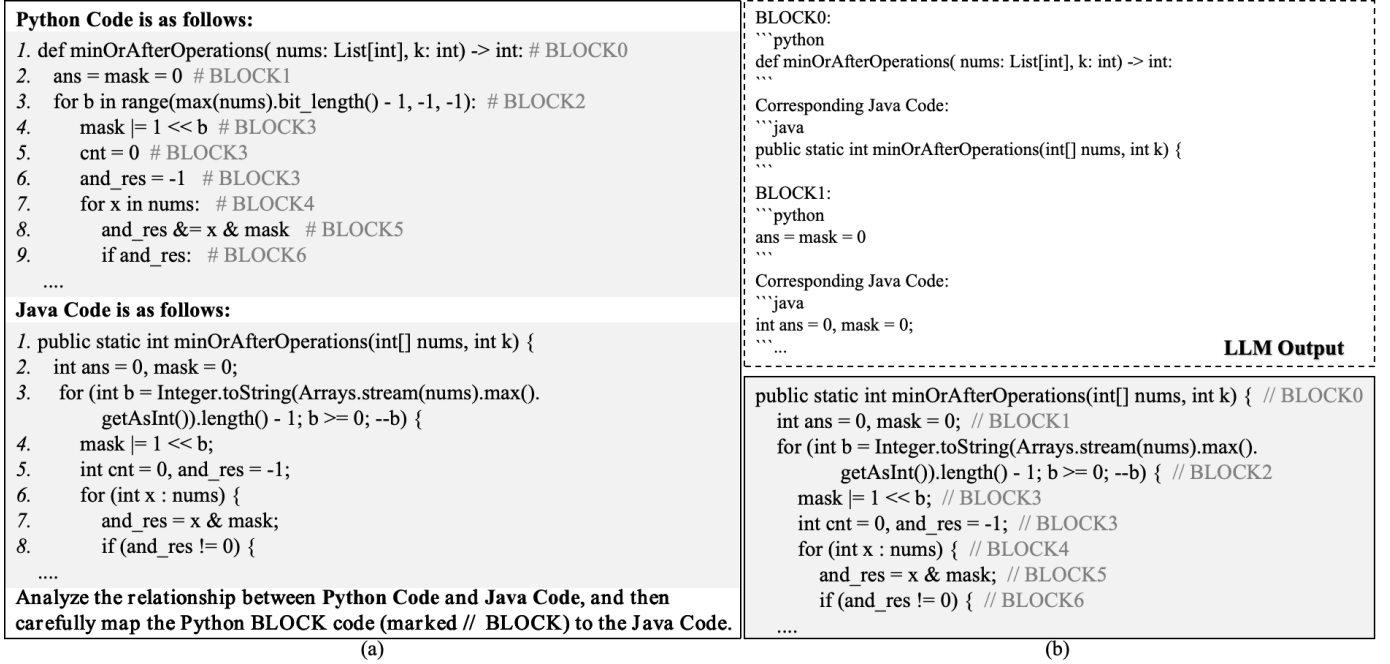 Python Code is as follows:
1. def minOrAfterOperations( nums: List[int], k: int) -> int: # BLOCK0
2. ans = mask = 0 # BLOCK1
3. for b in range(max(nums).bit_length() - 1, -1, -1): # BLOCK2
4. mask |= 1 << b # BLOCK3
5. cnt = 0 # BLOCK3
6. and_res = -1 # BLOCK3
7. for x in nums: # BLOCK4
8. and_res &= x & mask # BLOCK5
9. if and_res: # BLOCK6
....
Java Code is as follows:
1. public static int minOrAfterOperations(int[] nums, int k) {
2. int ans = 0, mask = 0;
3. for (int b = Integer.toString(Arrays.stream(nums).max().
getAsInt()).length() - 1; b >= 0; --b) {
4. mask |= 1 << b;
5. int cnt = 0, and_res = -1;
6. for (int x : nums) {
7. and_res = x & mask;
8. if (and_res != 0) {
....
Analyze the relationship between Python Code and Java Code, and then
carefully map the Python BLOCK code (marked // BLOCK) to the Java Code.
(a)
BLOCK0:
```python
def minOrAfterOperations( nums: List[int], k: int) -> int:
```
Corresponding Java Code:
```java
public static int minOrAfterOperations(int[] nums, int k) {
```
BLOCK1:
```python
ans = mask = 0
```
Corresponding Java Code:
```java
int ans = 0, mask = 0;
```...
LLM Output
public static int minOrAfterOperations(int[] nums, int k) { // BLOCK0
int ans = 0, mask = 0; // BLOCK1
for (int b = Integer.toString(Arrays.stream(nums).max().
getAsInt()).length() - 1; b >= 0; --b) { // BLOCK2
mask |= 1 << b; // BLOCK3
int cnt = 0, and_res = -1; // BLOCK3
for (int x : nums) { // BLOCK4
and_res = x & mask; // BLOCK5
if (and_res != 0) { // BLOCK6
....
(b)